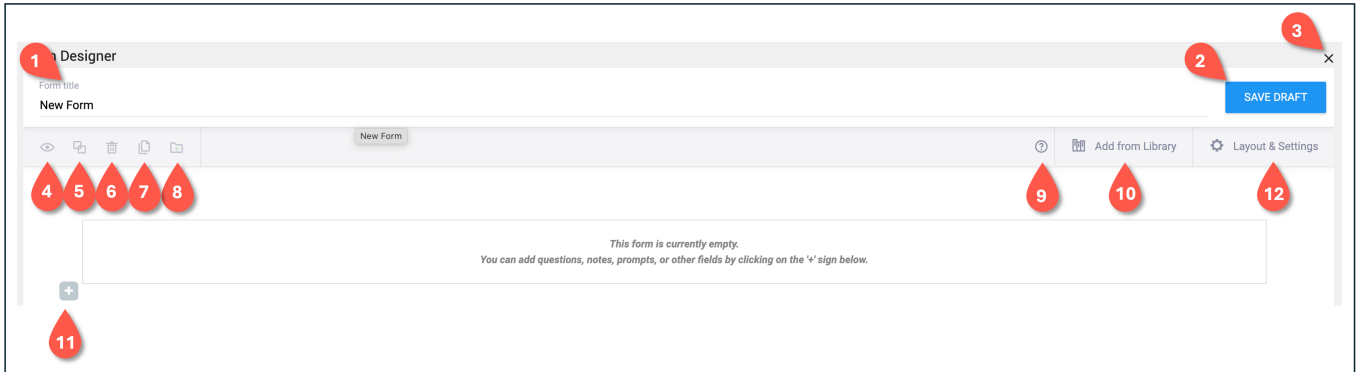 3
1
Designer
2
Form title
New Form
SAVE DRAFT
New Form
Add from Library
Layout & Settings
4
5
6
7
8
9
10
12
This form is currently empty.
You can add questions, notes, prompts, or other fields by clicking on the '+' sign below.
11